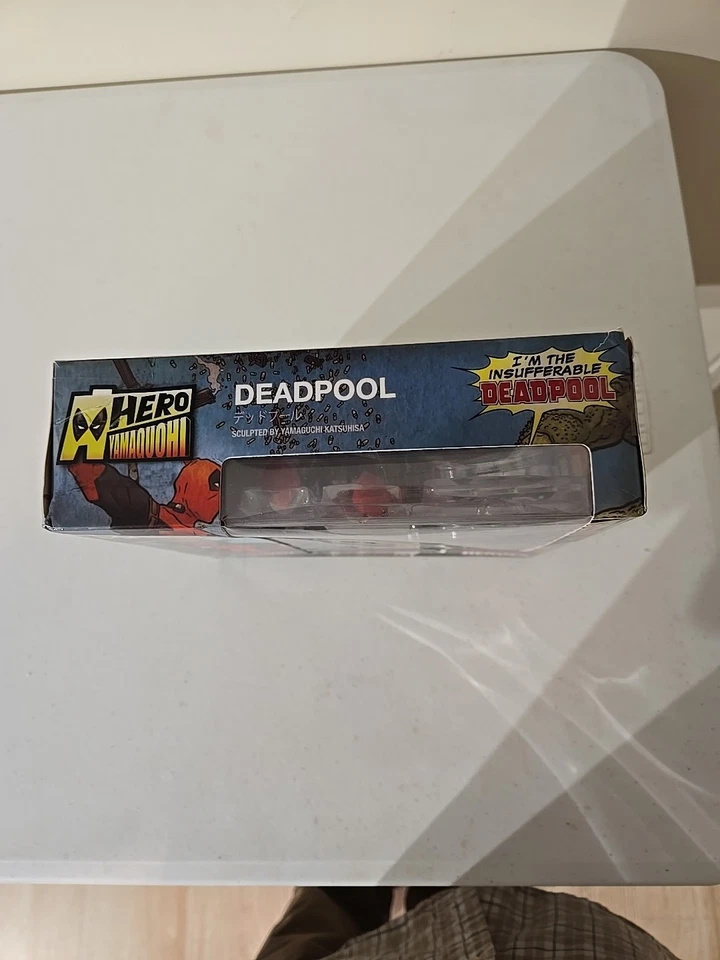 HERO
YAMAGUCHI
DEADPOOL
デッドプール
SCULPTED BY YAMAGUCHI KATSUHISA
I'M THE
INSUFFERABLE
DEADPOOL